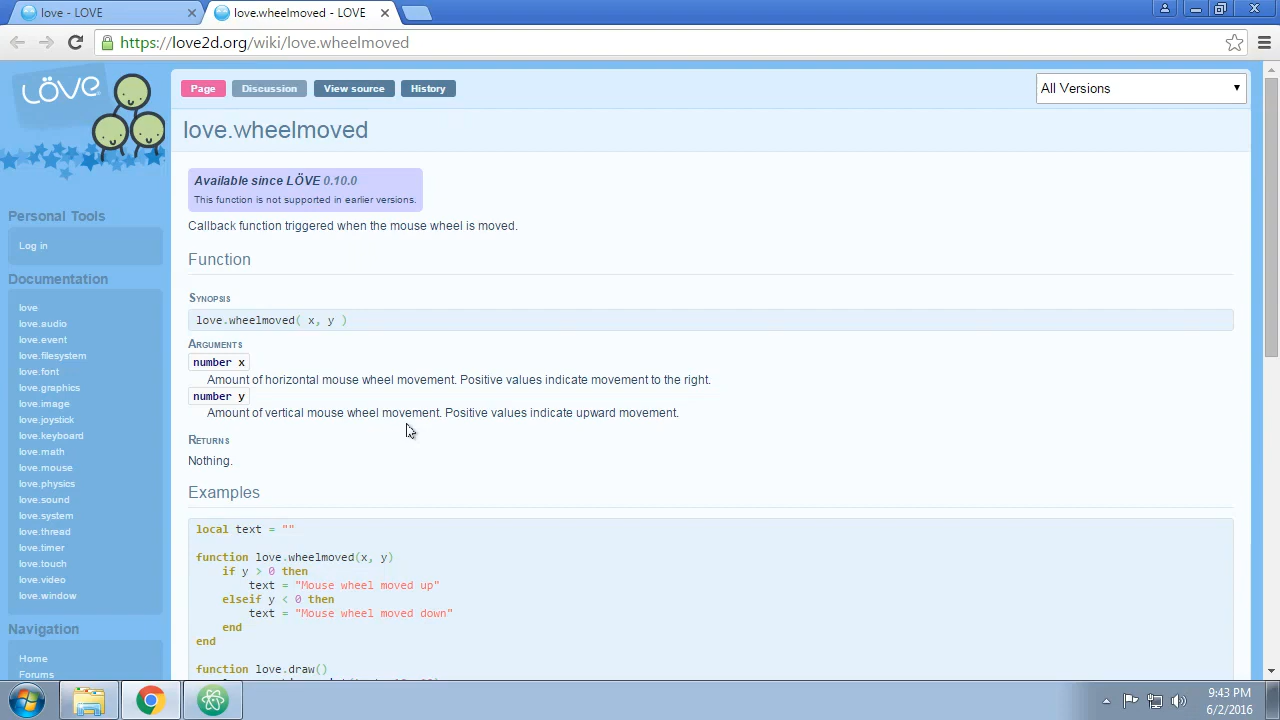 love - LOVE
love.wheelmoved - LOVE
https://love2d.org/wiki/love.wheelmoved
LÖVE
Page
Discussion
View source
History
All Versions
love.wheelmoved
Available since LÖVE 0.10.0
This function is not supported in earlier versions.
Callback function triggered when the mouse wheel is moved.
Function
Synopsis
love.wheelmoved( x, y )
Arguments
number x
Amount of horizontal mouse wheel movement. Positive values indicate movement to the right.
number y
Amount of vertical mouse wheel movement. Positive values indicate upward movement.
Returns
Nothing.
Examples
local text = ""
function love.wheelmoved(x, y)
if y > 0 then
text = "Mouse wheel moved up"
elseif y < 0 then
text = "Mouse wheel moved down"
end
end
function love.draw()
Personal Tools
Log in
Documentation
love
love.audio
love.event
love.filesystem
love.font
love.graphics
love.image
love.joystick
love.keyboard
love.math
love.mouse
love.physics
love.sound
love.system
love.thread
love.timer
love.touch
love.video
love.window
Navigation
Home
Forums
9:43 PM
6/2/2016